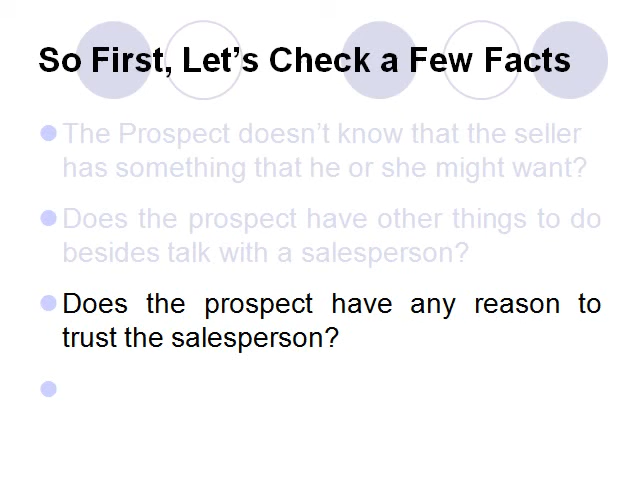 So First, Let's Check a Few Facts
The Prospect doesn't know that the seller
has something that he or she might want?
Does the prospect have other things to do
besides talk with a salesperson?
Does the prospect have any reason to
trust the salesperson?